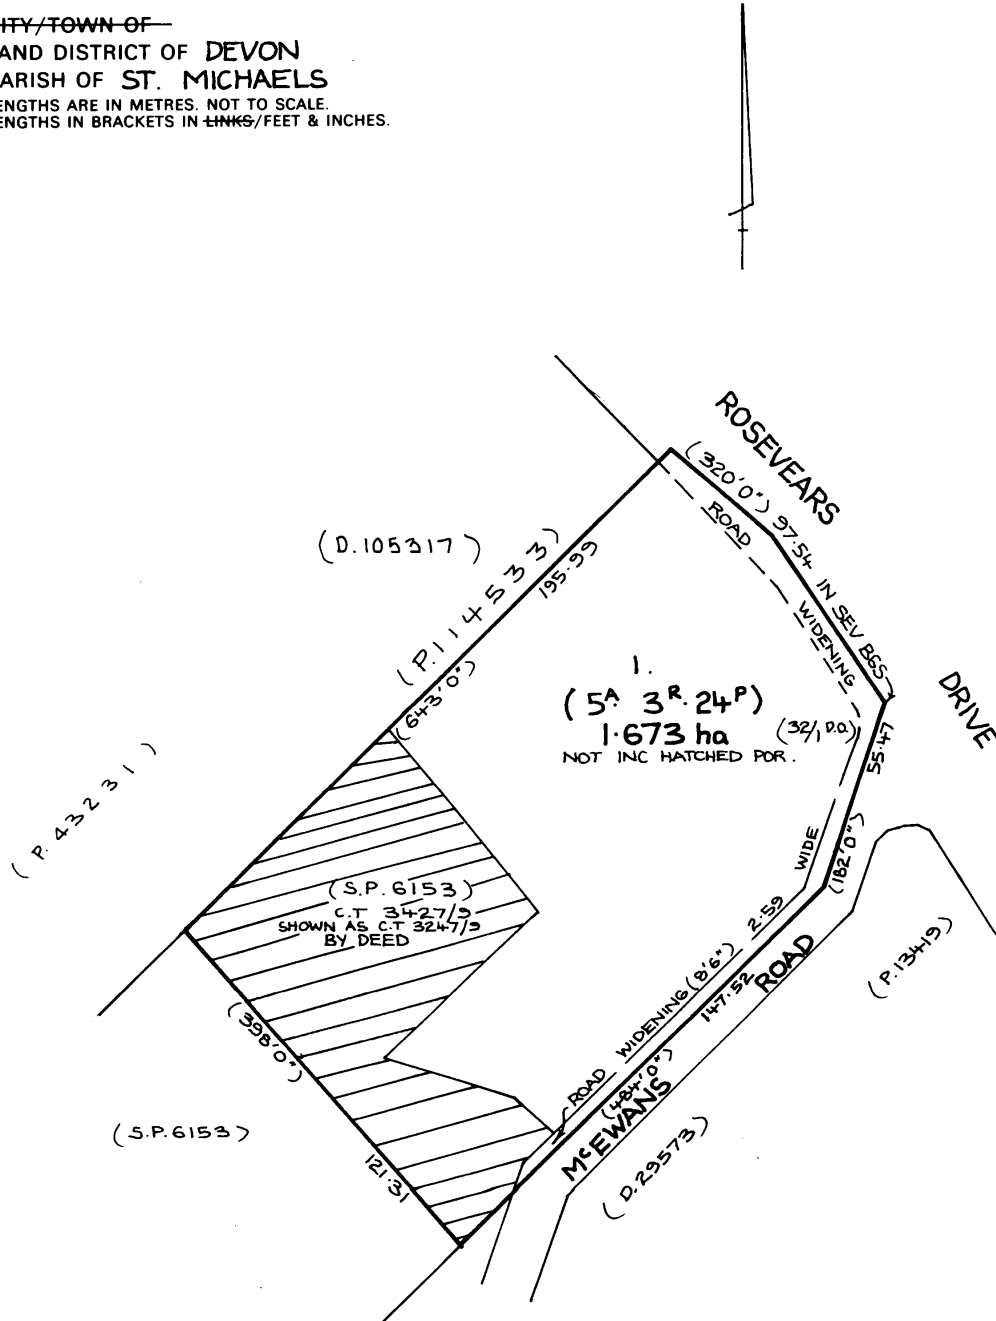 ITY/TOWN OF
AND DISTRICT OF DEVON
ARISH OF ST. MICHAELS
ENGTHS ARE IN METRES. NOT TO SCALE.
ENGTHS IN BRACKETS IN LINKS/FEET & INCHES.
ROSEVEARS
(320'0")
97.54 IN SEV BGS
ROAD
WIDENING
(D.105317)
(P.114533)
195.99
(643'0")
1.
(5A 3R.24P)
1.673 ha
NOT INC HATCHED POR.
(32/1 D.O.)
DRIVE
55.47
(182'0")
WIDE
(P.43231)
(S.P.6153)
C.T 3427/9
SHOWN AS C.T 3247/9
BY DEED
2.59
ROAD WIDENING (8'6")
147.52
ROAD
(P.13419)
(398'0")
(484'0")
McEWANS
(S.P.6153)
121.31
(D.29573)